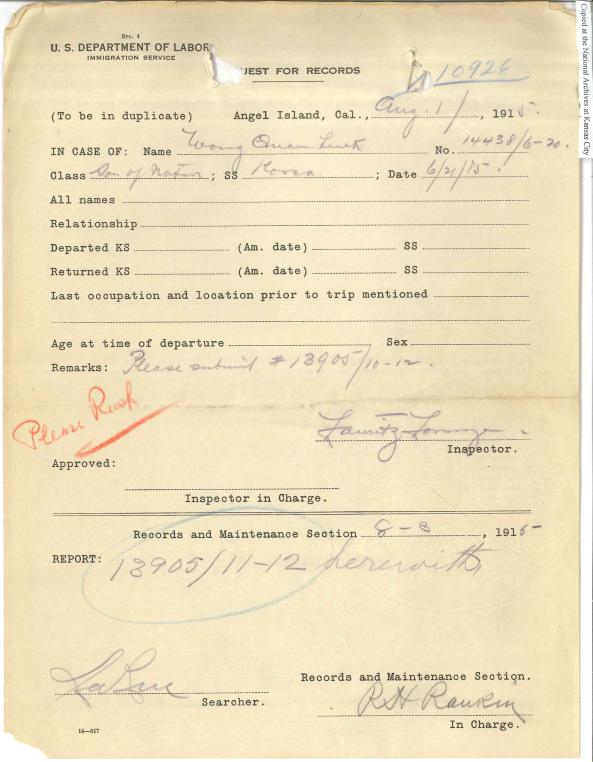 Copied at the National Archives at Kansas City
Sec. 4
U. S. DEPARTMENT OF LABOR
IMMIGRATION SERVICE
UEST FOR RECORDS
10926
(To be in duplicate) Angel Island, Cal., Aug. 1, 1915.
IN CASE OF: Name Wong Quan Luck No. 14438/6-20.
Class Son of Native; SS Korea; Date 6/21/15.
All names
Relationship
Departed KS (Am. date) SS
Returned KS (Am. date) SS
Last occupation and location prior to trip mentioned
Age at time of departure Sex
Remarks: Please submit #13905/10-12.
Please Rush
Inspector.
Approved:
Inspector in Charge.
Records and Maintenance Section 8-3, 1915
REPORT: 13905/11-12 herewith
Records and Maintenance Section.
Searcher.
R H Rankin
In Charge.
14-517